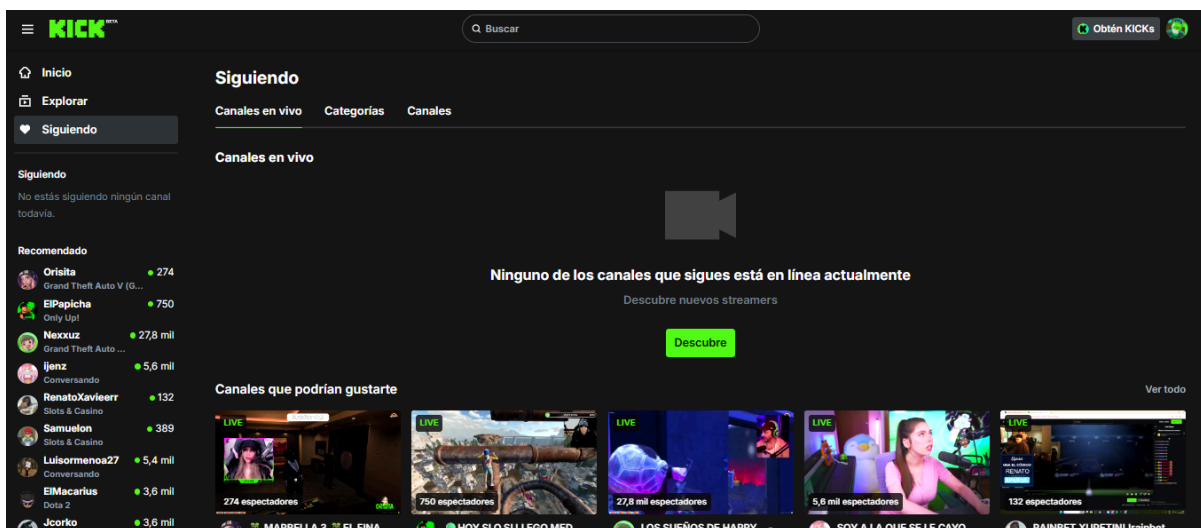 KICK BETA
Buscar
Obtén KICKs
Inicio
Explorar
Siguiendo
Siguiendo
No estás siguiendo ningún canal
todavía.
Recomendado
Orisita 274
Grand Theft Auto V (G...
ElPapicha 750
Only Up!
Nexxuz 27,8 mil
Grand Theft Auto ...
ijenz 5,6 mil
Conversando
RenatoXavieerr 132
Slots & Casino
Samuelon 389
Slots & Casino
Luisormenoa27 5,4 mil
Conversando
ElMacarius 3,6 mil
Dota 2
Jcorko 3,6 mil
Siguiendo
Canales en vivo Categorías Canales
Canales en vivo
Ninguno de los canales que sigues está en línea actualmente
Descubre nuevos streamers
Descubre
Canales que podrían gustarte Ver todo
LIVE
274 espectadores
LIVE
750 espectadores
LIVE
27,8 mil espectadores
LIVE
5,6 mil espectadores
LIVE
RENATO
132 espectadores